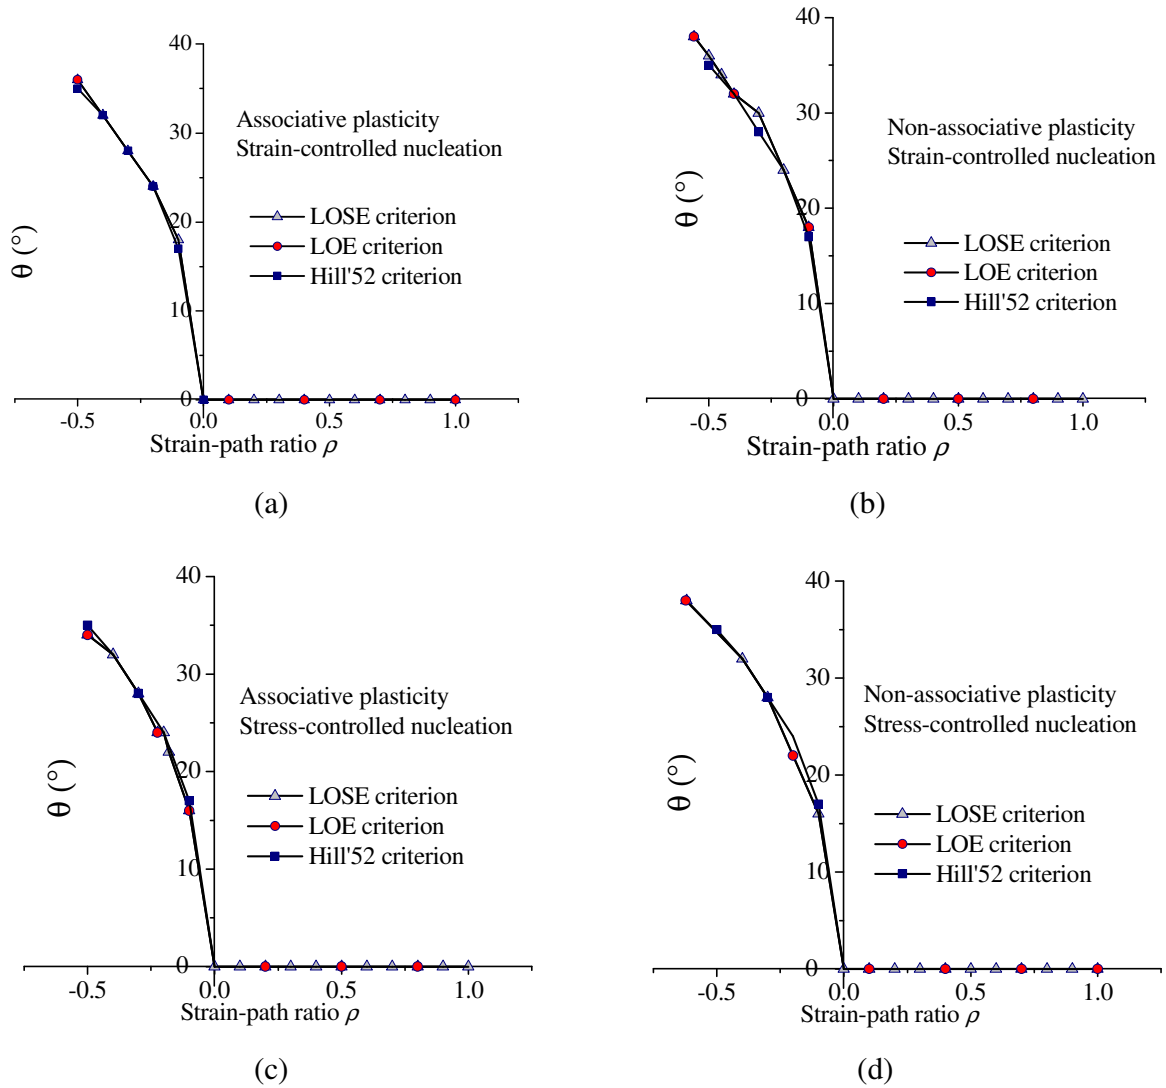 40
30
20
10
0
θ (°)
Associative plasticity
Strain-controlled nucleation
LOSE criterion
LOE criterion
Hill'52 criterion
-0.5 0.0 0.5 1.0
Strain-path ratio ρ
(a)
40
30
20
10
0
θ (°)
Non-associative plasticity
Strain-controlled nucleation
LOSE criterion
LOE criterion
Hill'52 criterion
-0.5 0.0 0.5 1.0
Strain-path ratio ρ
(b)
40
30
20
10
0
θ (°)
Associative plasticity
Stress-controlled nucleation
LOSE criterion
LOE criterion
Hill'52 criterion
-0.5 0.0 0.5 1.0
Strain-path ratio ρ
(c)
40
30
20
10
0
θ (°)
Non-associative plasticity
Stress-controlled nucleation
LOSE criterion
LOE criterion
Hill'52 criterion
-0.5 0.0 0.5 1.0
Strain-path ratio ρ
(d)